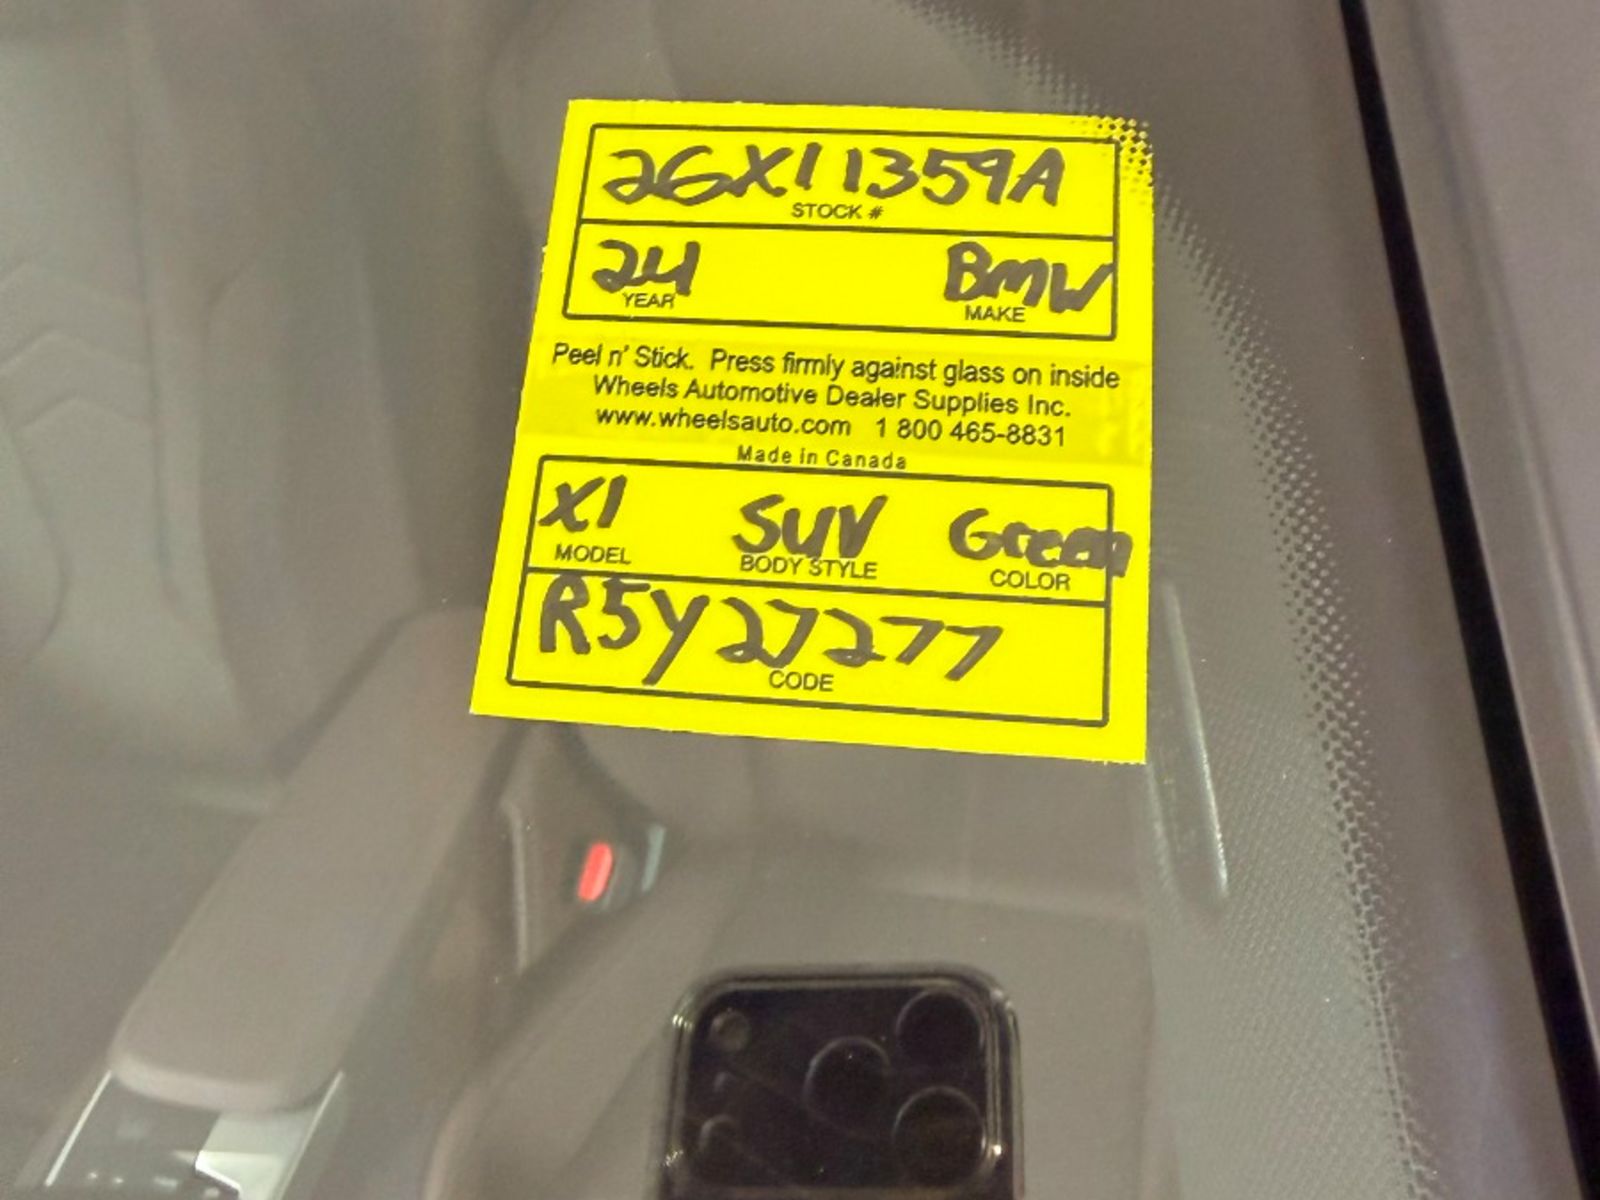 26X11359A
STOCK #
24 BMW
YEAR MAKE
Peel n' Stick. Press firmly against glass on inside
Wheels Automotive Dealer Supplies Inc.
www.wheelsauto.com 1 800 465-8831
Made in Canada
X1 SUV Green
MODEL BODY STYLE COLOR
R5Y27277
CODE